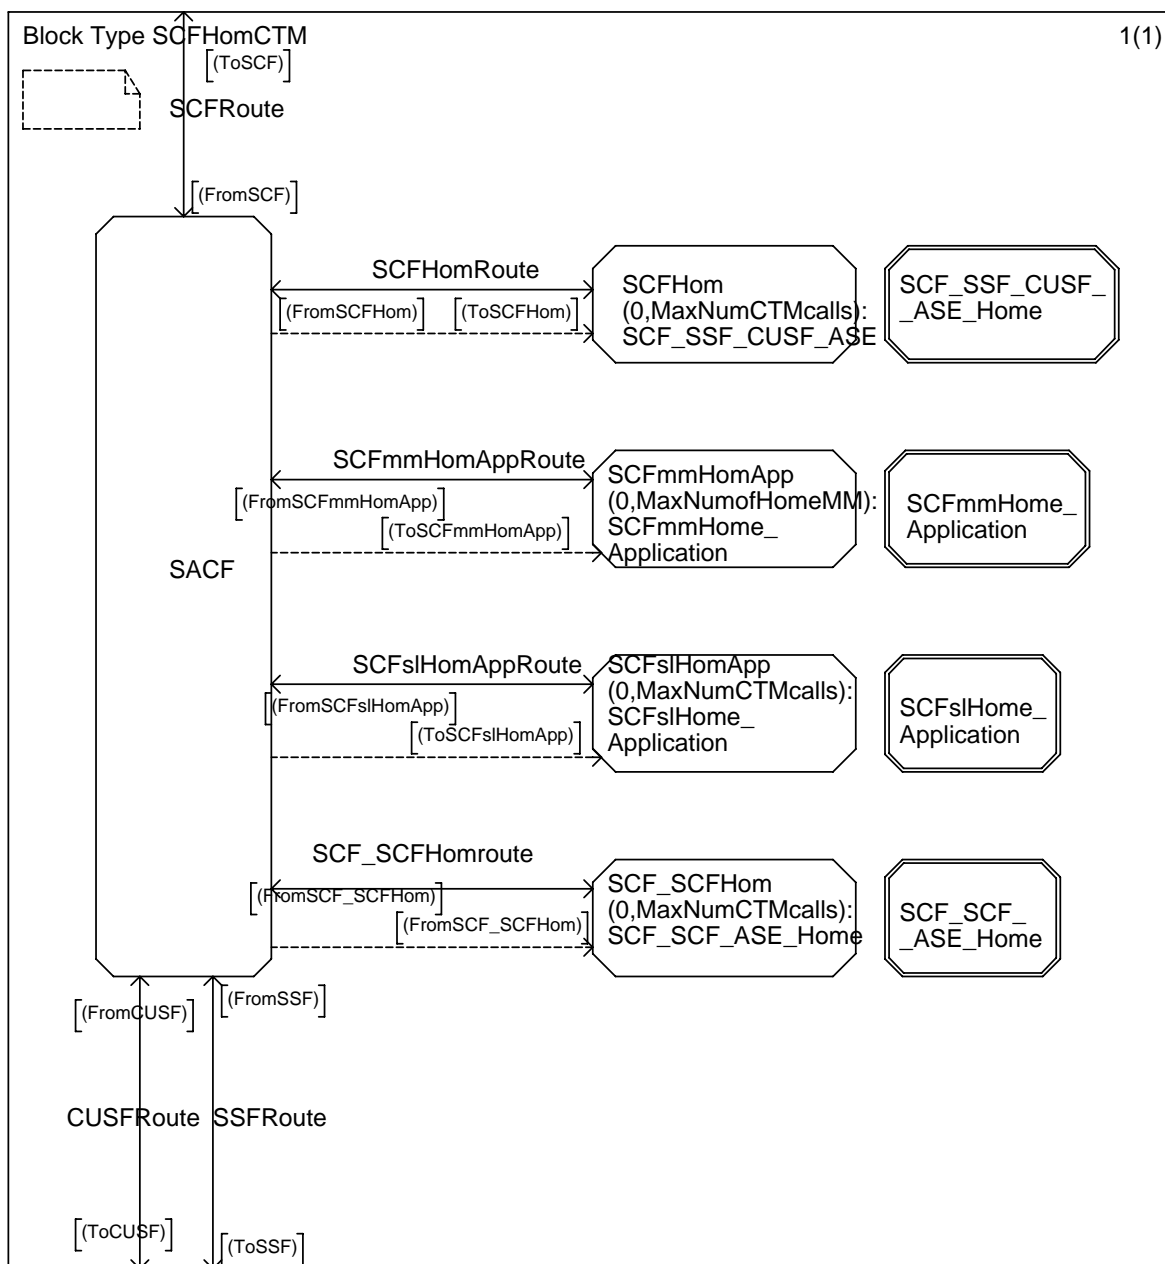 Block Type SCFHomCTM
1(1)
(ToSCF)
SCFRoute
(FromSCF)
SCFHomRoute
(FromSCFHom)
(ToSCFHom)
SCFHom
(0,MaxNumCTMcalls):
SCF_SSF_CUSF_ASE
SCF_SSF_CUSF_
_ASE_Home
SCFmmHomAppRoute
(FromSCFmmHomApp)
(ToSCFmmHomApp)
SCFmmHomApp
(0,MaxNumofHomeMM):
SCFmmHome_
Application
SCFmmHome_
Application
SACF
SCFslHomAppRoute
(FromSCFslHomApp)
(ToSCFslHomApp)
SCFslHomApp
(0,MaxNumCTMcalls):
SCFslHome_
Application
SCFslHome_
Application
SCF_SCFHomroute
(FromSCF_SCFHom)
(FromSCF_SCFHom)
SCF_SCFHom
(0,MaxNumCTMcalls):
SCF_SCF_ASE_Home
SCF_SCF_
_ASE_Home
(FromCUSF)
(FromSSF)
CUSFRoute
SSFRoute
(ToCUSF)
(ToSSF)